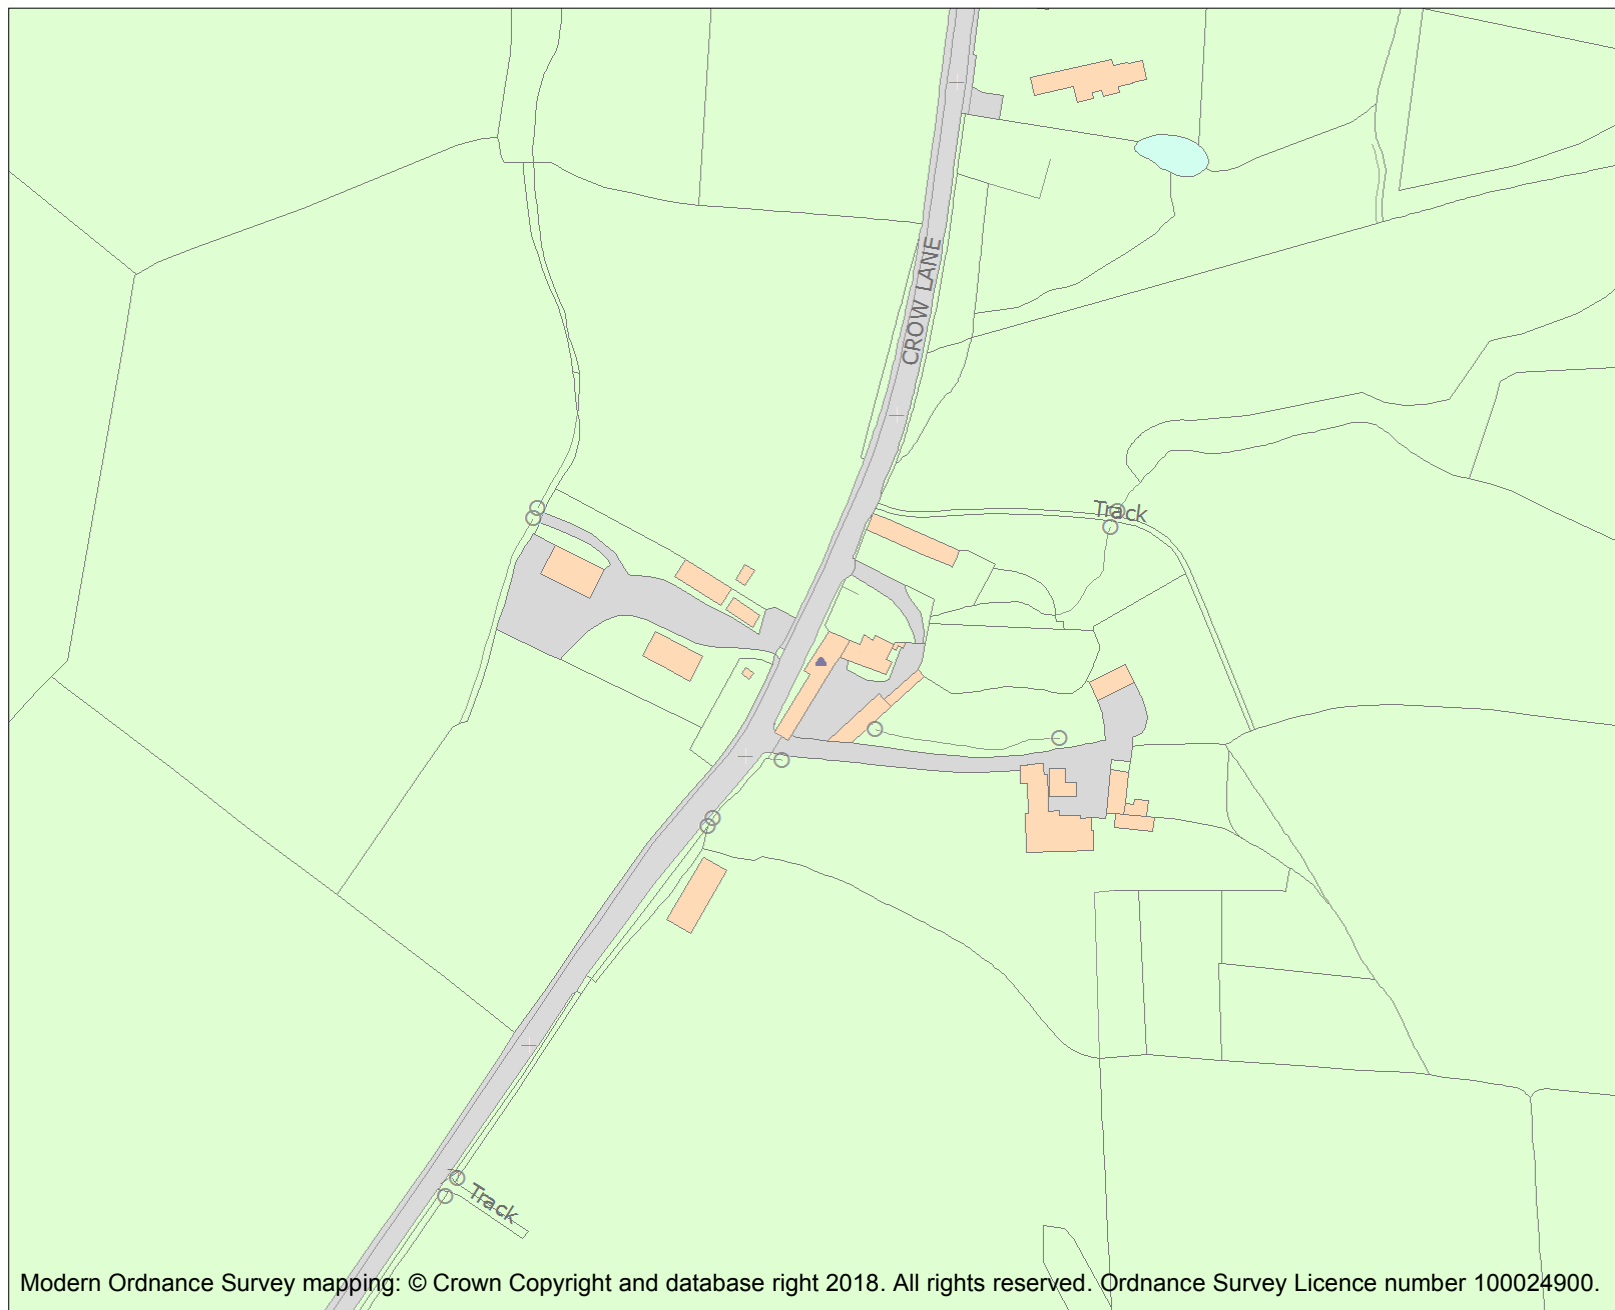 CROW LANE
Track
Track
Modern Ordnance Survey mapping: © Crown Copyright and database right 2018. All rights reserved. Ordnance Survey Licence number 100024900.